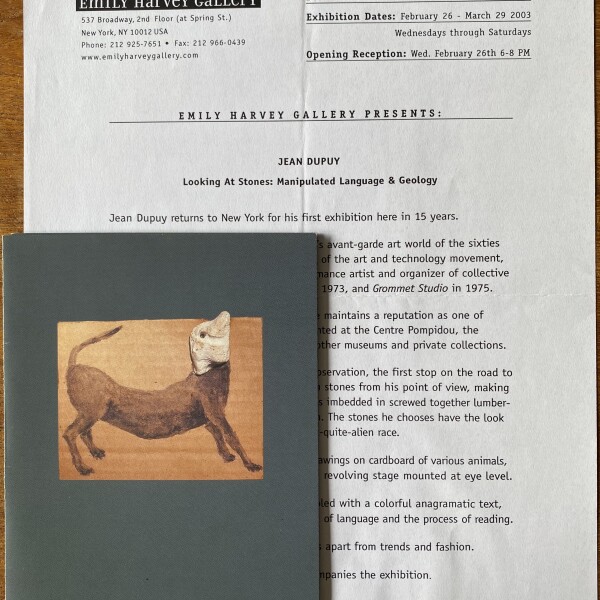 Emily Harvey Gallery
537 Broadway, 2nd Floor (at Spring St.)
New York, NY 10012 USA
Phone: 212 925-7651 • Fax: 212 966-0439
www.emilyharveygallery.com
Exhibition Dates: February 26 - March 29 2003
Wednesdays through Saturdays
Opening Reception: Wed. February 26th 6-8 PM
EMILY HARVEY GALLERY PRESENTS:
JEAN DUPUY
Looking At Stones: Manipulated Language & Geology
Jean Dupuy returns to New York for his first exhibition here in 15 years.
avant-garde art world of the sixties
of the art and technology movement,
artist and organizer of collective
1973, and Grommet Studio in 1975.
maintains a reputation as one of
at the Centre Pompidou, the
other museums and private collections.
the first stop on the road to
stones from his point of view, making
imbedded in screwed together lumber-
The stones he chooses have the look
-quite-alien race.
on cardboard of various animals,
revolving stage mounted at eye level.
with a colorful anagramatic text,
of language and the process of reading.
apart from trends and fashion.
the exhibition.